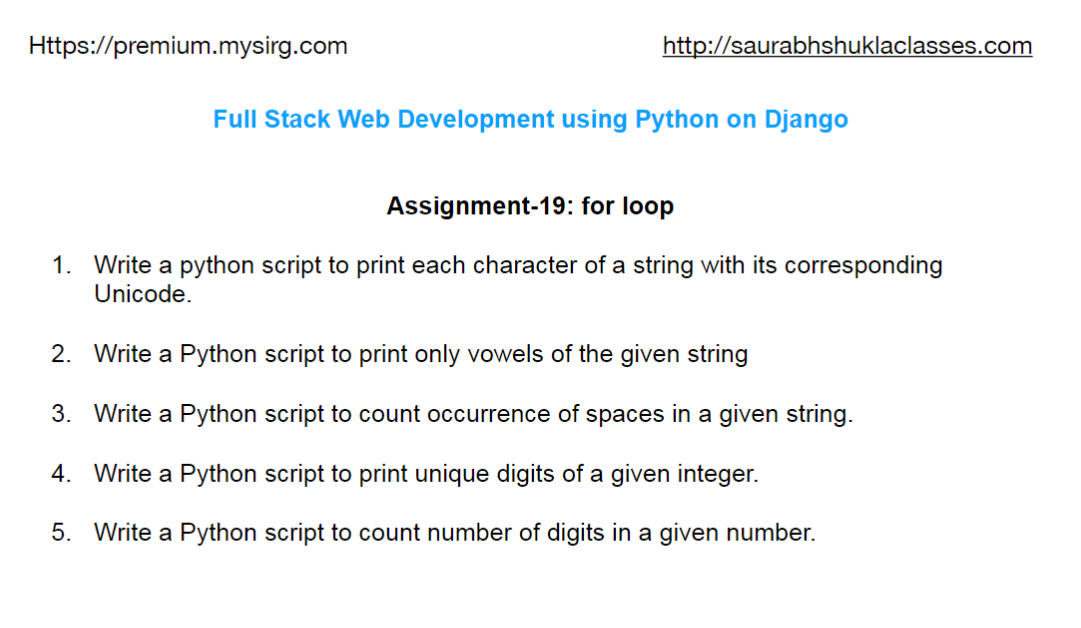 Https://premium.mysirg.com
http://saurabhshuklaclasses.com
Full Stack Web Development using Python on Django
Assignment-19: for loop
1. Write a python script to print each character of a string with its corresponding
Unicode.
2. Write a Python script to print only vowels of the given string
3. Write a Python script to count occurrence of spaces in a given string.
4. Write a Python script to print unique digits of a given integer.
5. Write a Python script to count number of digits in a given number.